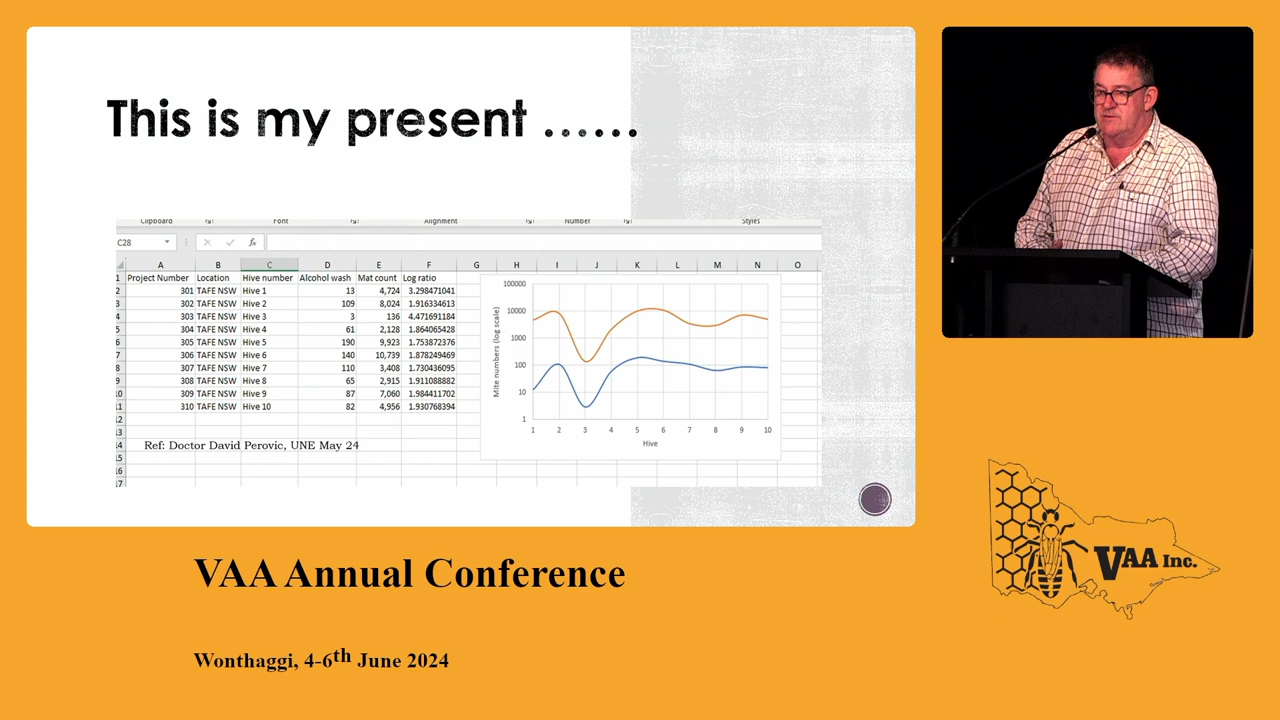 This is my present ......
Clipboard Font Alignment Number Styles
C28 fx
A B C D E F G H I J K L M N O
1 Project Number Location Hive number Alcohol wash Mat count Log ratio
2 301 TAFE NSW Hive 1 13 4,724 3.298471041
3 302 TAFE NSW Hive 2 109 8,024 1.916334613
4 303 TAFE NSW Hive 3 3 136 4.471691184
5 304 TAFE NSW Hive 4 61 2,128 1.864065428
6 305 TAFE NSW Hive 5 190 9,923 1.753872376
7 306 TAFE NSW Hive 6 140 10,739 1.878249469
8 307 TAFE NSW Hive 7 110 3,408 1.730436095
9 308 TAFE NSW Hive 8 65 2,915 1.911088882
10 309 TAFE NSW Hive 9 87 7,060 1.984411702
11 310 TAFE NSW Hive 10 82 4,956 1.930768394
12
13
14 Ref: Doctor David Perovic, UNE May 24
15
16
17
Mite numbers (log scale)
100000
10000
1000
100
10
1
1 2 3 4 5 6 7 8 9 10
Hive
VAA Inc.
VAA Annual Conference
Wonthaggi, 4-6th June 2024